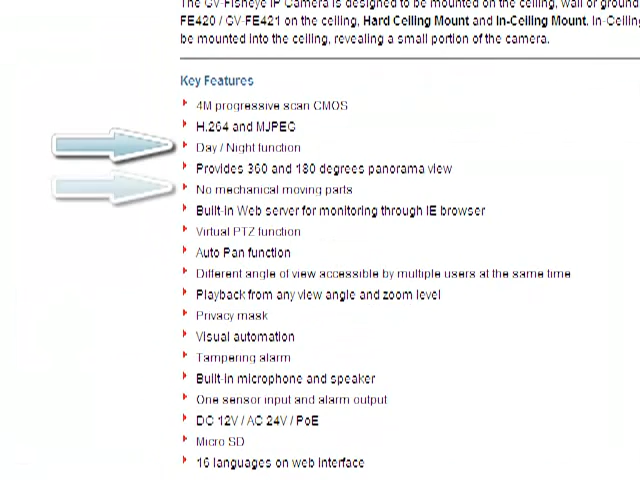 The GV-Fisheye IP Camera is designed to be mounted on the ceiling, wall or ground.
FE420 / GV-FE421 on the ceiling, Hard Ceiling Mount and In-Ceiling Mount. In-Ceiling
be mounted into the ceiling, revealing a small portion of the camera.
Key Features
4M progressive scan CMOS
H.264 and MJPEG
Day / Night function
Provides 360 and 180 degrees panorama view
No mechanical moving parts
Built-in Web server for monitoring through IE browser
Virtual PTZ function
Auto Pan function
Different angle of view accessible by multiple users at the same time
Playback from any view angle and zoom level
Privacy mask
Visual automation
Tampering alarm
Built-in microphone and speaker
One sensor input and alarm output
DC 12V / AC 24V / PoE
Micro SD
16 languages on web interface